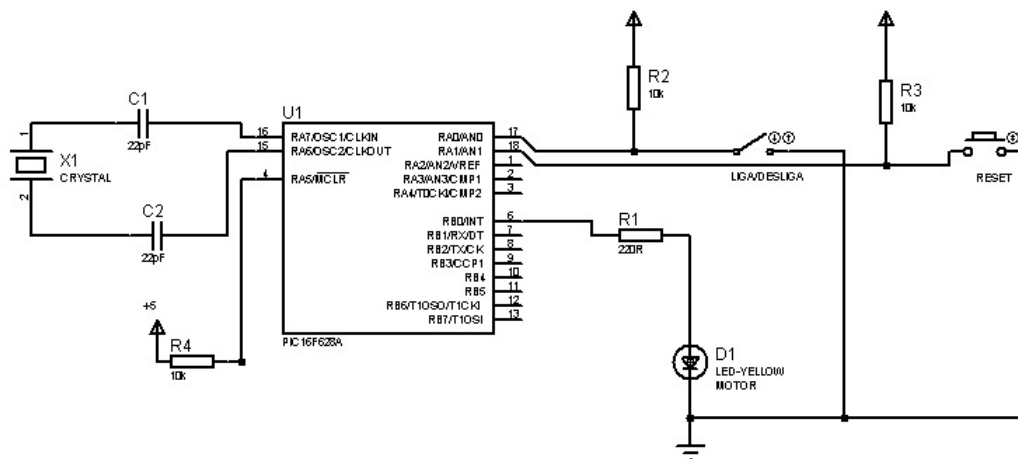 C1
22pF
1
X1
CRYSTAL
2
C2
22pF
+5
R4
10k
U1
16
15
4
RA7/OSC1/CLKIN
RA6/OSC2/CLKOUT
RA5/MCLR
RA0/AN0
RA1/AN1
RA2/AN2/VREF
RA3/AN3/CMP1
RA4/T0CKI/CMP2
RB0/INT
RB1/RX/DT
RB2/TX/CK
RB3/CCP1
RB4
RB5
RB6/T1OSO/T1CKI
RB7/T1OSI
17
18
1
2
3
6
7
8
9
10
11
12
13
PIC16F628A
R1
220R
R2
10k
LIGA/DESLIGA
R3
10k
RESET
D1
LED-YELLOW
MOTOR